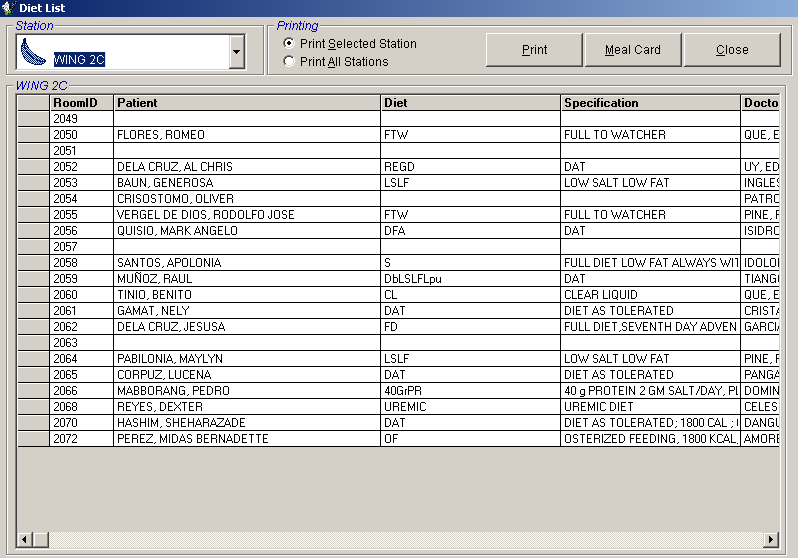 Diet List
Station
WING 2C
Printing
Print Selected Station
Print All Stations
Print
Meal Card
Close
WING 2C
RoomID Patient Diet Specification Docto
2049
2050 FLORES, ROMEO FTW FULL TO WATCHER QUE, E
2051
2052 DELA CRUZ, AL CHRIS REGD DAT UY, ED
2053 BAUN, GENEROSA LSLF LOW SALT LOW FAT INGLES
2054 CRISOSTOMO, OLIVER PATRO
2055 VERGEL DE DIOS, RODOLFO JOSE FTW FULL TO WATCHER PINE, F
2056 QUISIO, MARK ANGELO DFA DAT ISIDRO
2057
2058 SANTOS, APOLONIA S FULL DIET LOW FAT ALWAYS WIT IDOLO
2059 MUÑOZ, RAUL DbLSLFLpu DAT TIANG
2060 TINIO, BENITO CL CLEAR LIQUID QUE, E
2061 GAMAT, NELY DAT DIET AS TOLERATED CRISTA
2062 DELA CRUZ, JESUSA FD FULL DIET,SEVENTH DAY ADVEN GARCIA
2063
2064 PABILONIA, MAYLYN LSLF LOW SALT LOW FAT PINE, F
2065 CORPUZ, LUCENA DAT DIET AS TOLERATED PANGA
2066 MABBORANG, PEDRO 40GrPR 40 g PROTEIN 2 GM SALT/DAY, Pl DOMIN
2068 REYES, DEXTER UREMIC UREMIC DIET CELES
2070 HASHIM, SHEHARAZADE DAT DIET AS TOLERATED; 1800 CAL ; DANGU
2072 PEREZ, MIDAS BERNADETTE OF OSTERIZED FEEDING, 1800 KCAL, AMORE